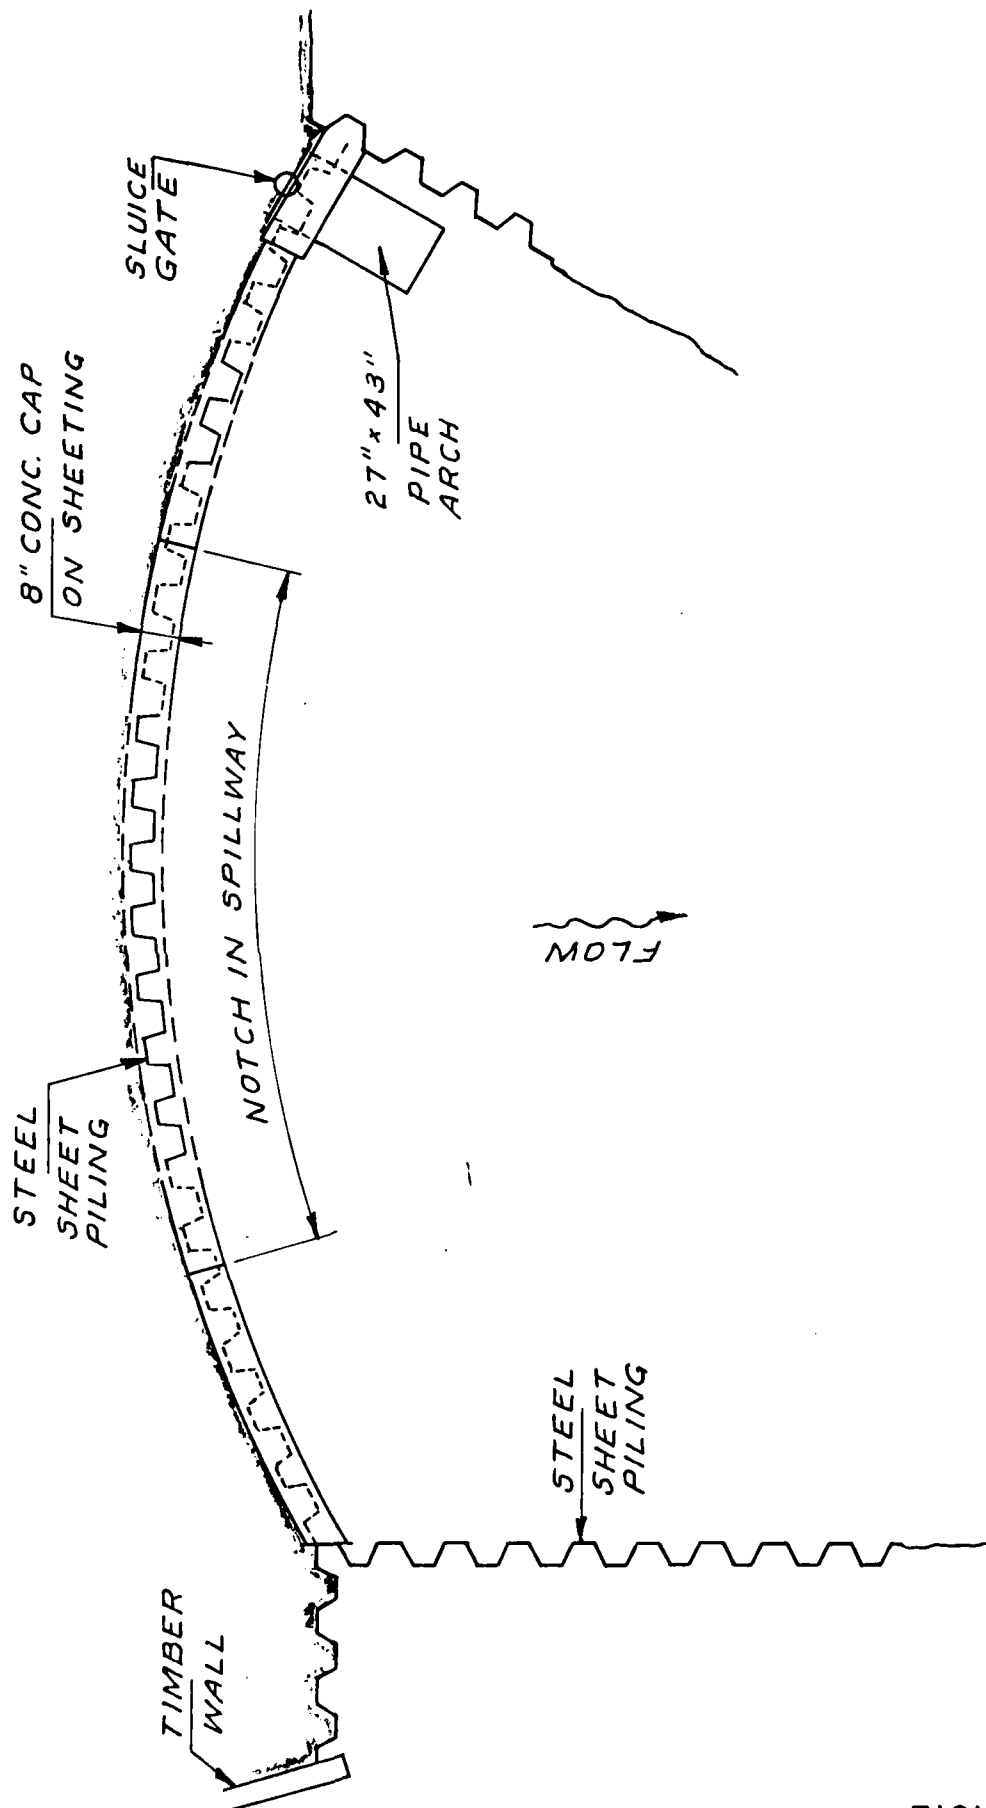 STEEL
SHEET
PILING
8" CONC. CAP
ON SHEETING
SLUICE
GATE
TIMBER
WALL
NOTCH IN SPILLWAY
27" x 43"
PIPE
ARCH
FLOW
STEEL
SHEET
PILING